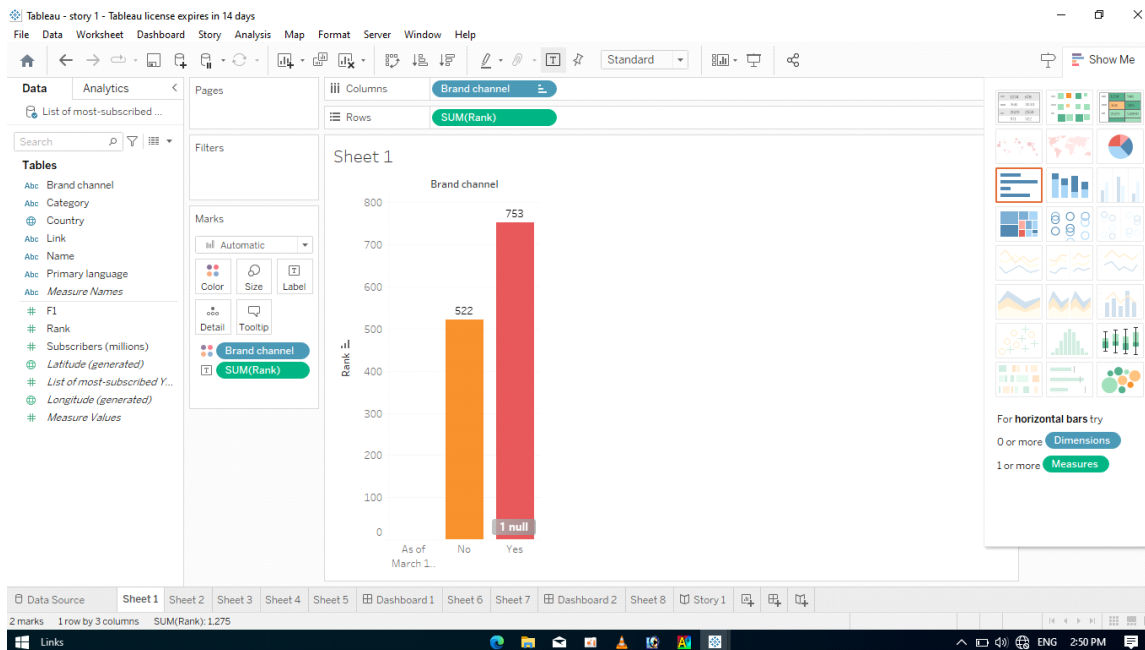 Tableau - story 1 - Tableau license expires in 14 days
File Data Worksheet Dashboard Story Analysis Map Format Server Window Help
Standard
Show Me
Data Analytics
List of most-subscribed ...
Search
Tables
Abc Brand channel
Abc Category
Country
Abc Link
Abc Name
Abc Primary language
Abc Measure Names
# F1
# Rank
# Subscribers (millions)
Latitude (generated)
# List of most-subscribed Y...
Longitude (generated)
# Measure Values
Pages
Filters
Marks
Automatic
Color Size Label
Detail Tooltip
Brand channel
SUM(Rank)
Columns Brand channel
Rows SUM(Rank)
Sheet 1
Brand channel
800
700
600
500
400
300
200
100
0
Rank
522
753
1 null
As of March 1.. No Yes
For horizontal bars try
0 or more Dimensions
1 or more Measures
Data Source Sheet 1 Sheet 2 Sheet 3 Sheet 4 Sheet 5 Dashboard 1 Sheet 6 Sheet 7 Dashboard 2 Sheet 8 Story 1
2 marks 1 row by 3 columns SUM(Rank): 1,275
Links ENG 2:50 PM